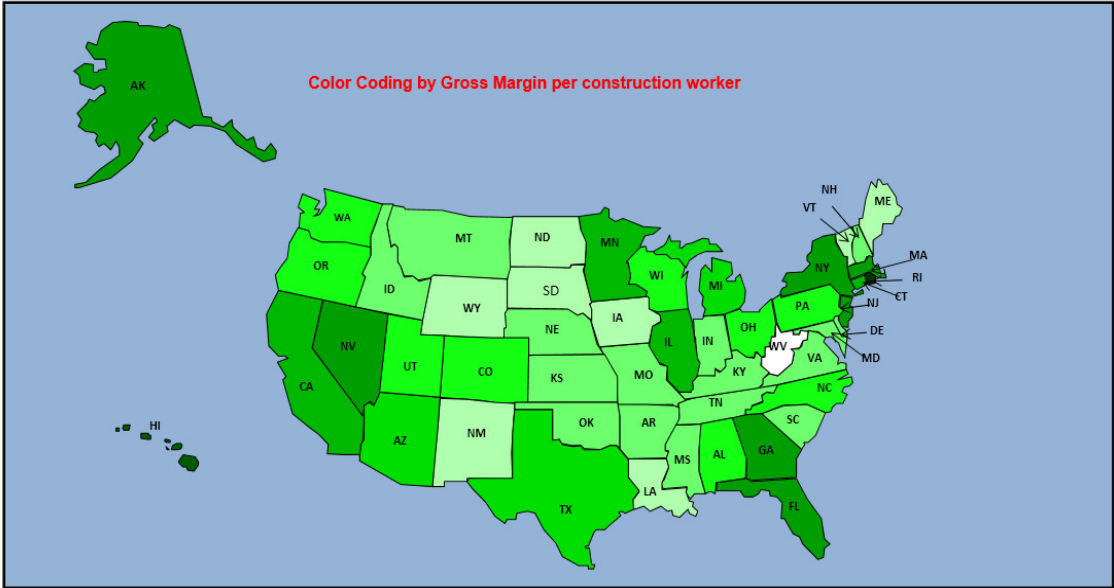 AK
Color Coding by Gross Margin per construction worker
NH
VT
ME
WA
MT
ND
MN
OR
ID
SD
WI
MI
NY
MA
RI
CT
NJ
WY
IA
PA
NE
IL
IN
OH
DE
NV
UT
CO
WV
MD
VA
CA
KS
MO
KY
NC
TN
HI
AZ
NM
OK
AR
SC
MS
AL
GA
LA
TX
FL